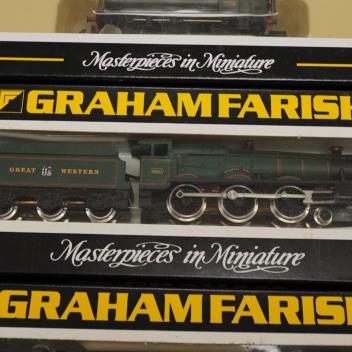 Masterpieces in Miniature
GRAHAM FARISH
GREAT WESTERN
Masterpieces in Miniature
GRAHAM FARISH